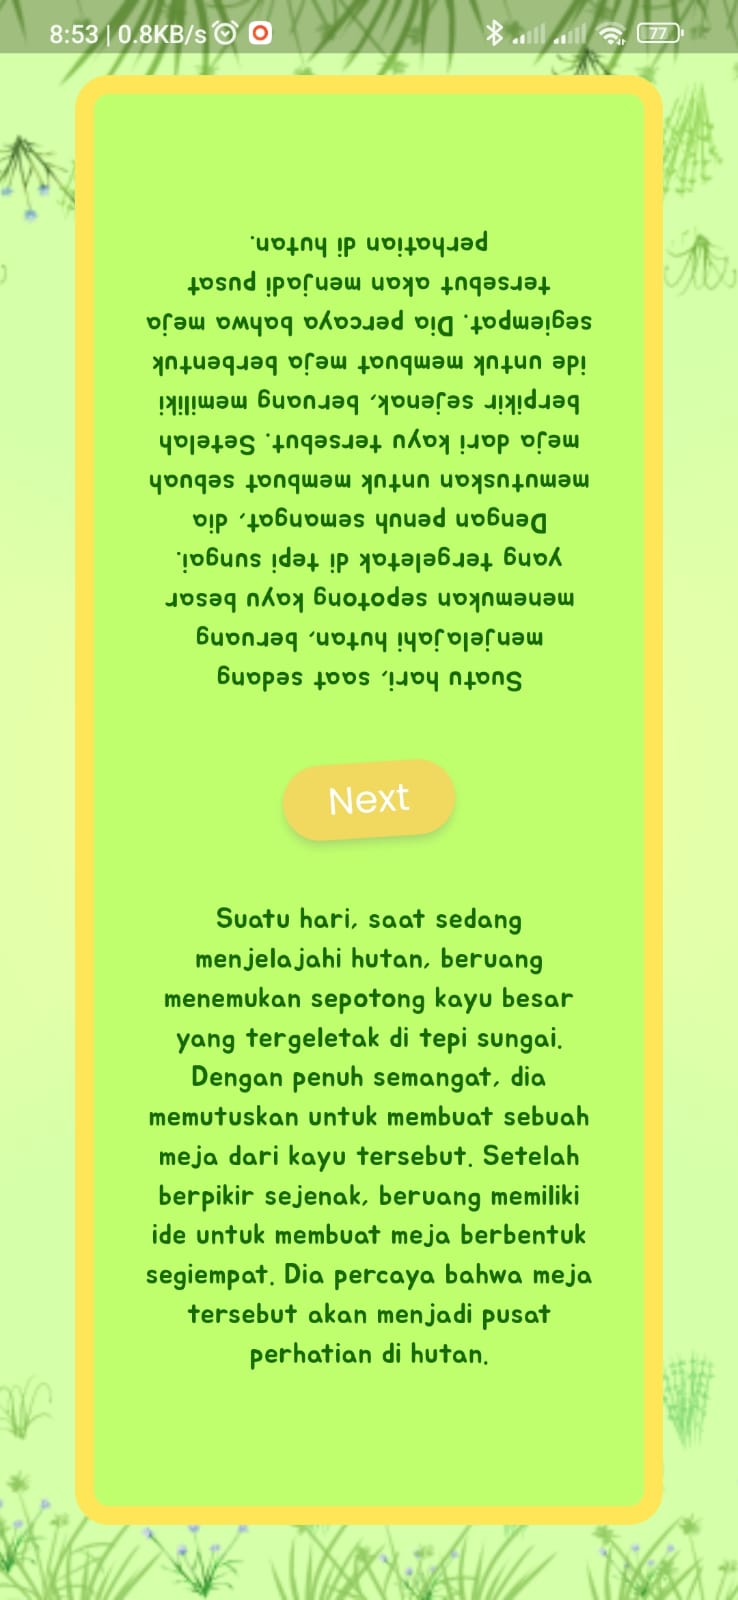 8:53 | 0.8KB/s
77
Suatu hari, saat sedang
menjelajahi hutan, beruang
menemukan sepotong kayu besar
yang tergeletak di tepi sungai.
Dengan penuh semangat, dia
memutuskan untuk membuat sebuah
meja dari kayu tersebut. Setelah
berpikir sejenak, beruang memiliki
ide untuk membuat meja berbentuk
segiempat. Dia percaya bahwa meja
tersebut akan menjadi pusat
perhatian di hutan.
Next
Suatu hari, saat sedang
menjelajahi hutan, beruang
menemukan sepotong kayu besar
yang tergeletak di tepi sungai.
Dengan penuh semangat, dia
memutuskan untuk membuat sebuah
meja dari kayu tersebut. Setelah
berpikir sejenak, beruang memiliki
ide untuk membuat meja berbentuk
segiempat. Dia percaya bahwa meja
tersebut akan menjadi pusat
perhatian di hutan.